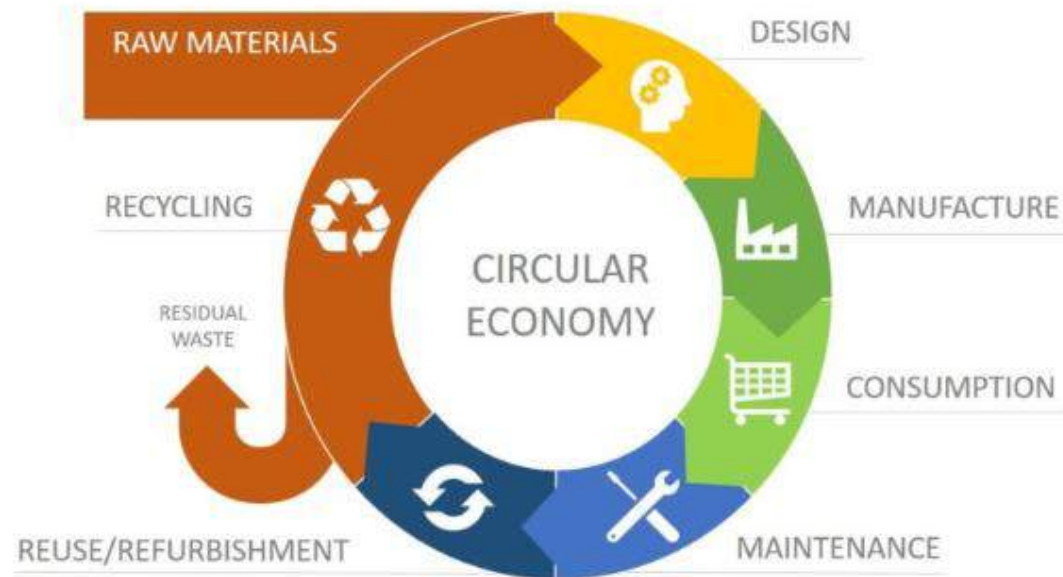 RAW MATERIALS
DESIGN
RECYCLING
MANUFACTURE
CIRCULAR
ECONOMY
RESIDUAL
WASTE
CONSUMPTION
REUSE/REFURBISHMENT
MAINTENANCE